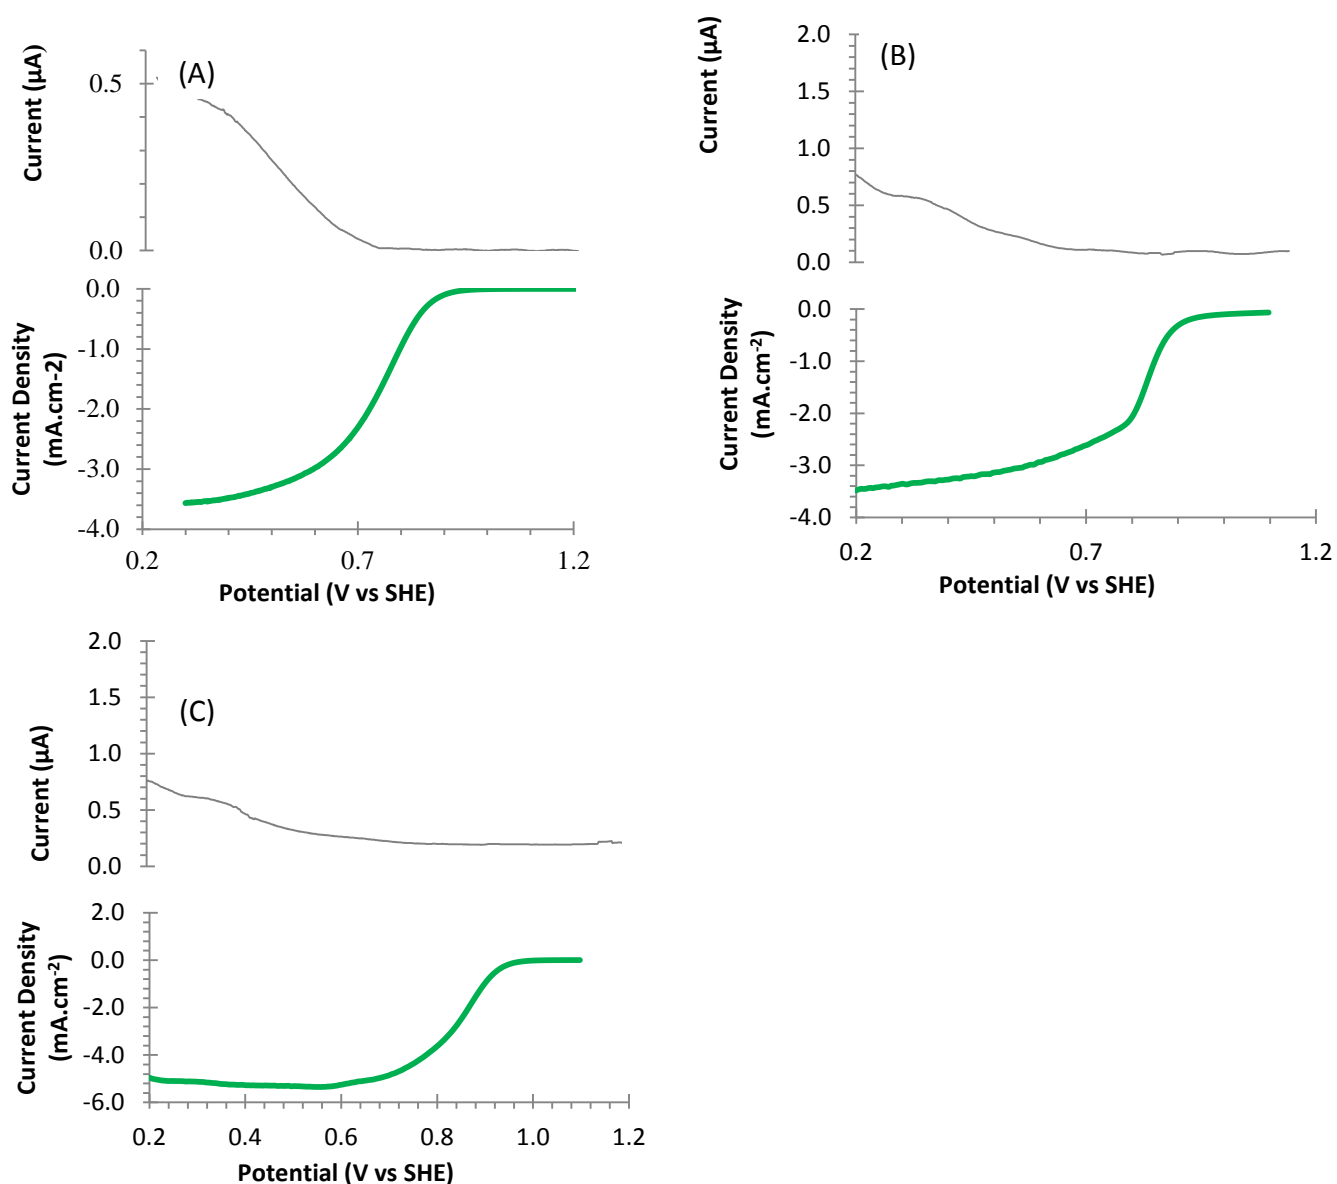 (A)
Current (µA)
0.5
0.0
Current Density
(mA.cm-2)
0.0
-1.0
-2.0
-3.0
-4.0
0.2
0.7
1.2
Potential (V vs SHE)
(B)
Current (µA)
2.0
1.5
1.0
0.5
0.0
Current Density
(mA.cm-2)
0.0
-1.0
-2.0
-3.0
-4.0
0.2
0.7
1.2
Potential (V vs SHE)
(C)
Current (µA)
2.0
1.5
1.0
0.5
0.0
Current Density
(mA.cm-2)
2.0
0.0
-2.0
-4.0
-6.0
0.2
0.4
0.6
0.8
1.0
1.2
Potential (V vs SHE)